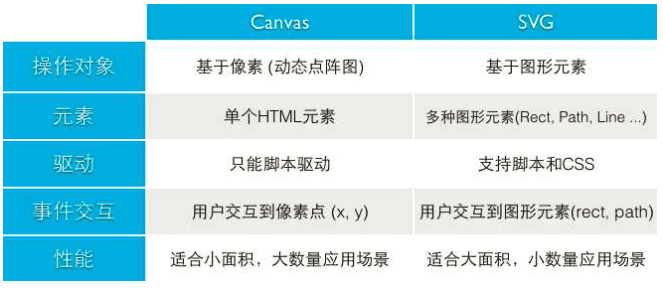 Canvas SVG
操作对象 基于像素 (动态点阵图) 基于图形元素
元素 单个HTML元素 多种图形元素(Rect, Path, Line ...)
驱动 只能脚本驱动 支持脚本和CSS
事件交互 用户交互到像素点 (x, y) 用户交互到图形元素(rect, path)
性能 适合小面积，大数量应用场景 适合大面积，小数量应用场景